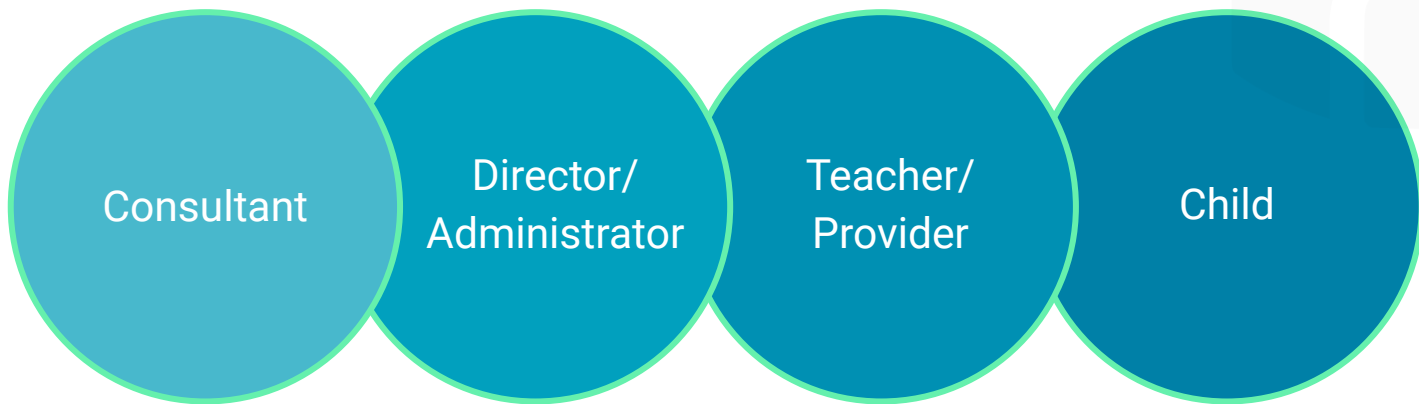 Consultant
Director/
Administrator
Teacher/
Provider
Child